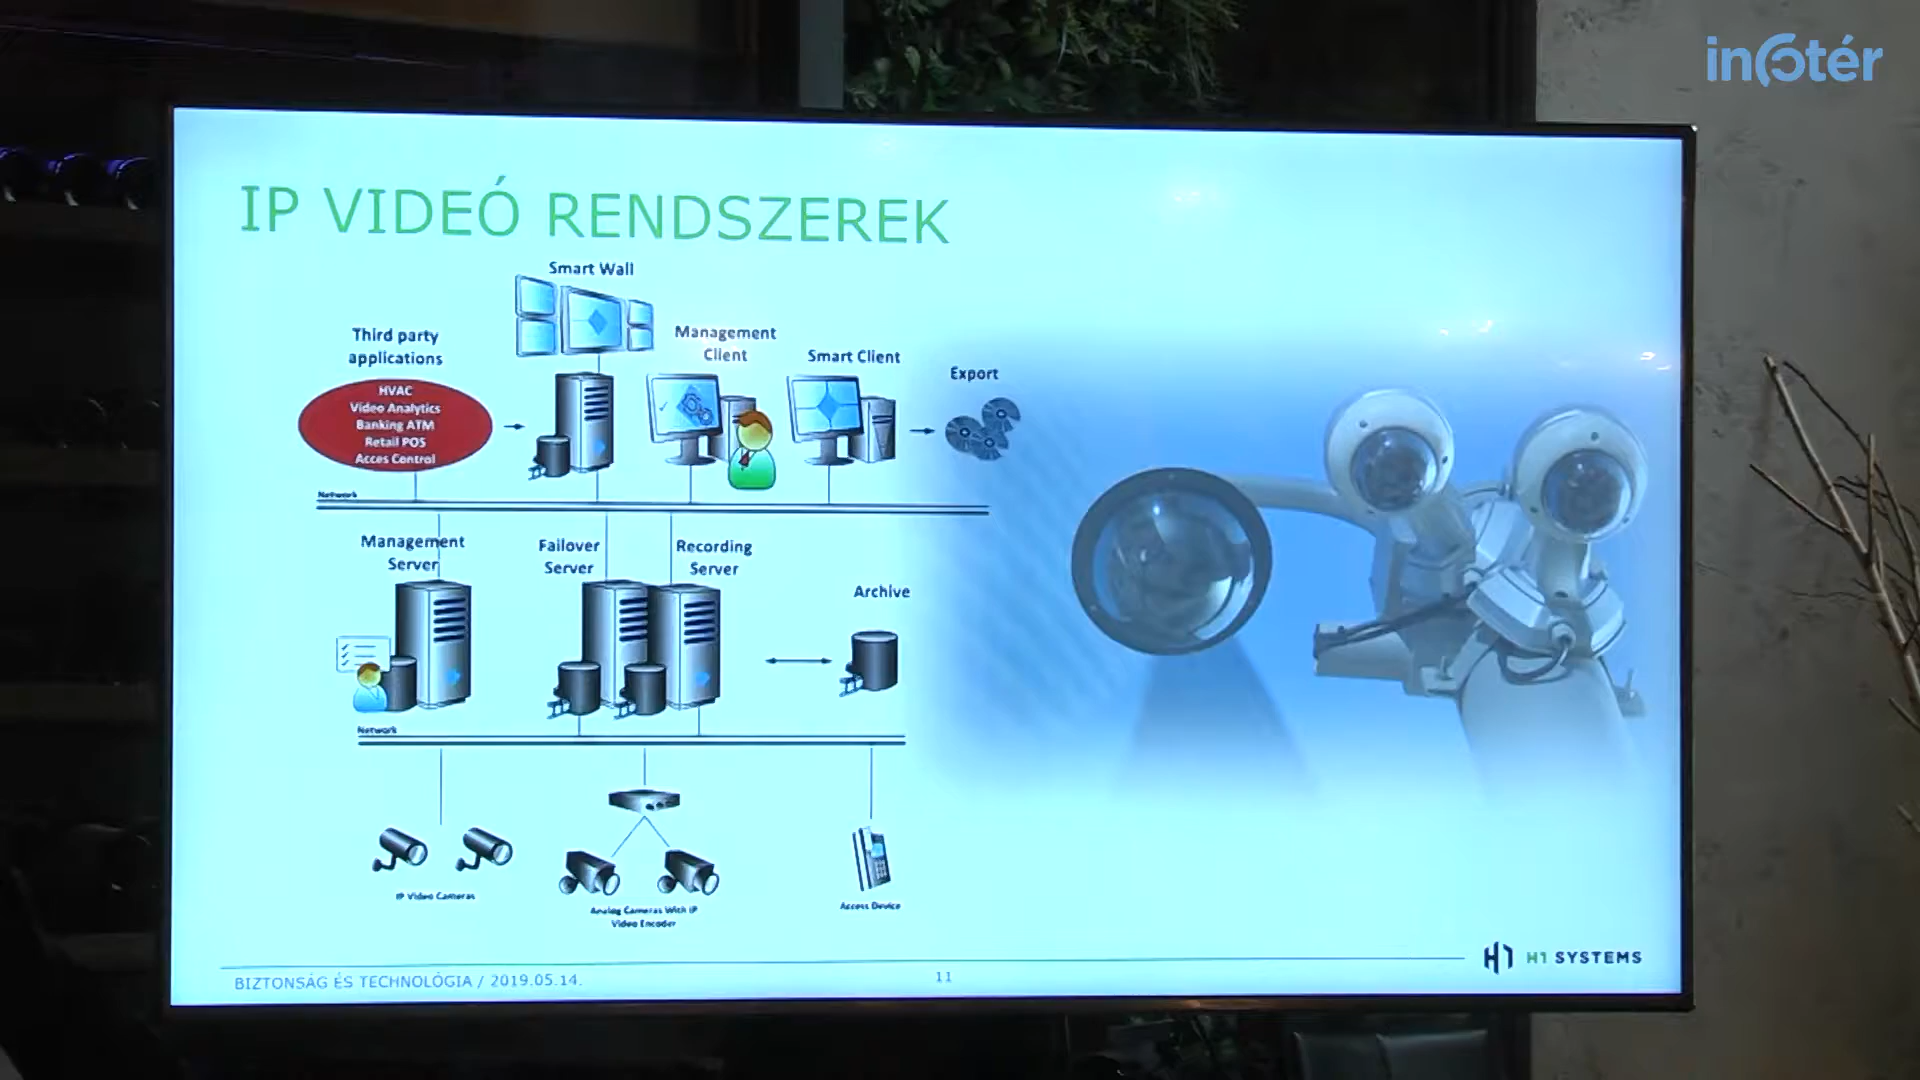 infotér
IP VIDEÓ RENDSZEREK
Smart Wall
Third party
applications
Management
Client
Smart Client
Export
HVAC
Video Analytics
Banking ATM
Retail POS
Acces Control
Network
Management
Server
Failover
Server
Recording
Server
Archive
Network
IP Video Cameras
Analog Cameras With IP
Video Encoder
Access Device
BIZTONSÁG ÉS TECHNOLÓGIA / 2019.05.14.
11
H1 SYSTEMS